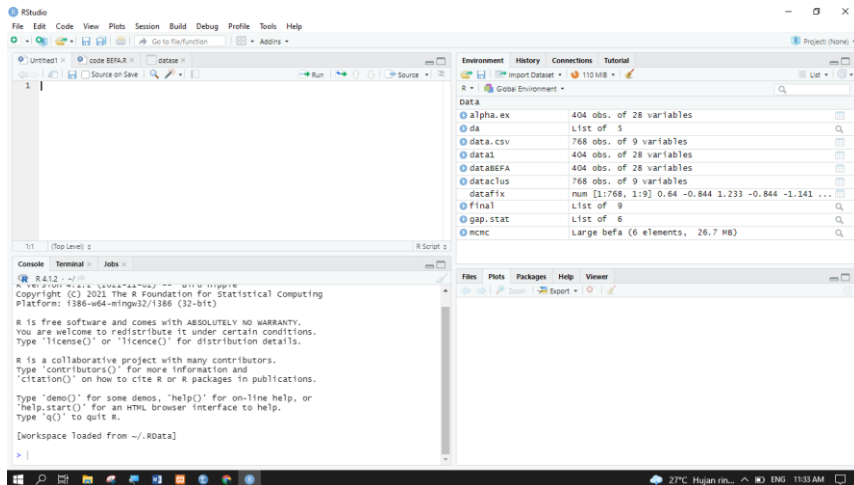 RStudio
File Edit Code View Plots Session Build Debug Profile Tools Help
Go to file/function Addins Project: (None)
Untitled1 code BEFA.R datase
Source on Save Run Source
1
1:1 (Top Level) R Script
Console Terminal Jobs
R 4.1.2 · ~/
Copyright (C) 2021 The R Foundation for Statistical Computing
Platform: i386-w64-mingw32/i386 (32-bit)
R is free software and comes with ABSOLUTELY NO WARRANTY.
You are welcome to redistribute it under certain conditions.
Type 'license()' or 'licence()' for distribution details.
R is a collaborative project with many contributors.
Type 'contributors()' for more information and
'citation()' on how to cite R or R packages in publications.
Type 'demo()' for some demos, 'help()' for on-line help, or
'help.start()' for an HTML browser interface to help.
Type 'q()' to quit R.
[Workspace loaded from ~/.RData]
>
Environment History Connections Tutorial
Import Dataset 110 MiB List
R Global Environment
Data
alpha.ex 404 obs. of 28 variables
da List of 5
data.csv 768 obs. of 9 variables
data1 404 obs. of 28 variables
dataBEFA 404 obs. of 28 variables
dataclus 768 obs. of 9 variables
datafix num [1:768, 1:9] 0.64 -0.844 1.233 -0.844 -1.141 ...
final List of 9
gap.stat List of 6
mcmc Large befa (6 elements, 26.7 MB)
Files Plots Packages Help Viewer
Zoom Export
27°C Hujan rin... ENG 11:33 AM